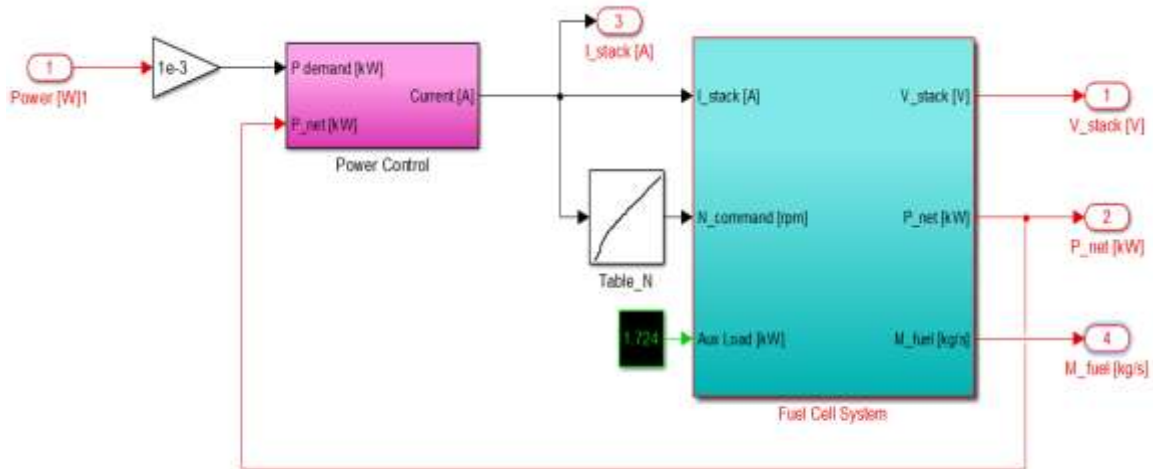 3
I_stack [A]
1
Power [W]1
1e-3
P demand [kW]
P_net [kW]
Current [A]
Power Control
I_stack [A]
N_command [rpm]
Aux Load [kW]
V_stack [V]
P_net [kW]
M_fuel [kg/s]
Fuel Cell System
Table_N
1.724
1
V_stack [V]
2
P_net [kW]
4
M_fuel [kg/s]